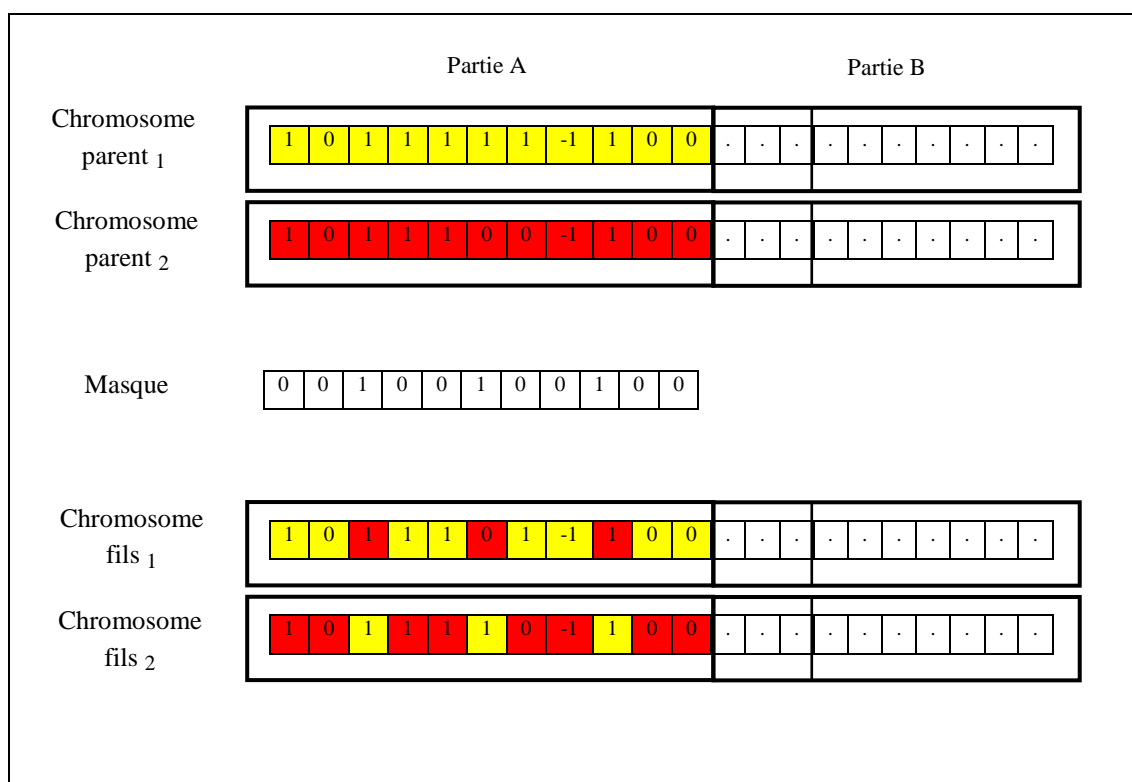 Partie A Partie B
Chromosome
parent 1
1 0 1 1 1 1 1 -1 1 0 0 . . . . . . . . .
Chromosome
parent 2
1 0 1 1 1 0 0 -1 1 0 0 . . . . . . . . .
Masque 0 0 1 0 0 1 0 0 1 0 0
Chromosome
fils 1
1 0 1 1 1 0 1 -1 1 0 0 . . . . . . . . .
Chromosome
fils 2
1 0 1 1 1 1 0 -1 1 0 0 . . . . . . . . .